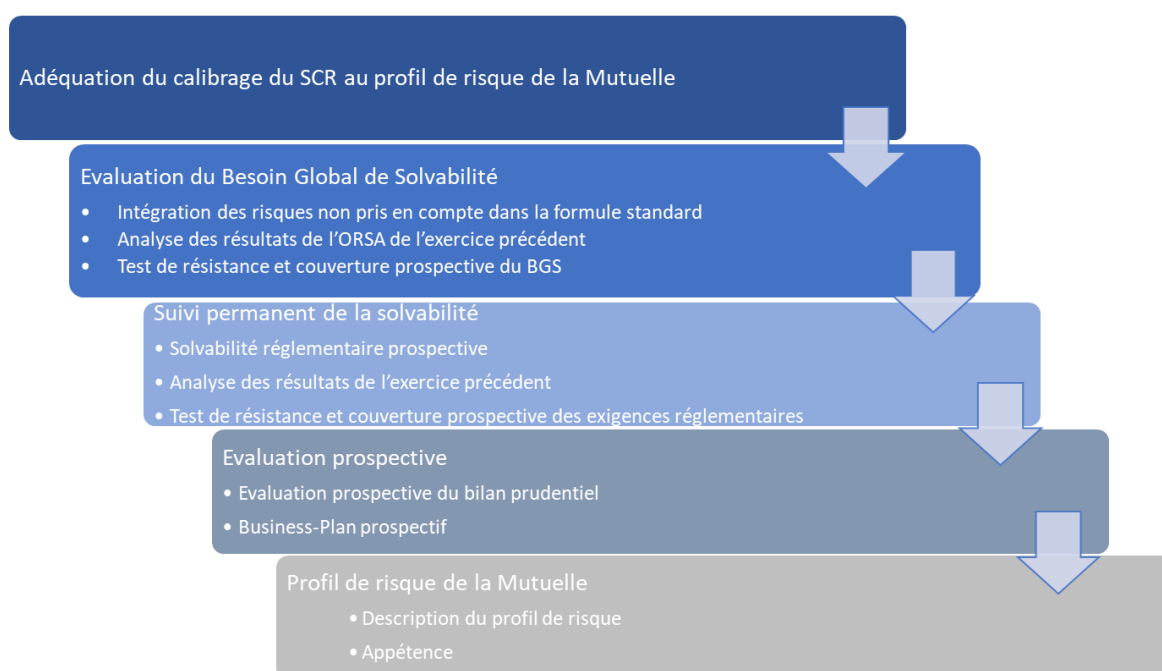 Adéquation du calibrage du SCR au profil de risque de la Mutuelle
Evaluation du Besoin Global de Solvabilité
• Intégration des risques non pris en compte dans la formule standard
• Analyse des résultats de l’ORSA de l’exercice précédent
• Test de résistance et couverture prospective du BGS
Suivi permanent de la solvabilité
• Solvabilité réglementaire prospective
• Analyse des résultats de l’exercice précédent
• Test de résistance et couverture prospective des exigences réglementaires
Evaluation prospective
• Evaluation prospective du bilan prudentiel
• Business-Plan prospectif
Profil de risque de la Mutuelle
• Description du profil de risque
• Appétence